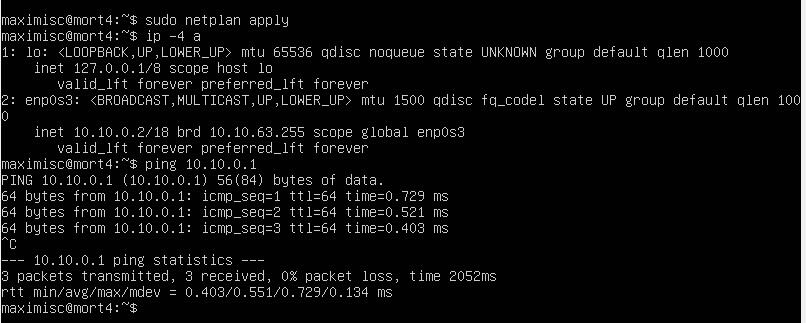 maximisc@mort4:~$ sudo netplan apply
maximisc@mort4:~$ ip -4 a
1: lo: <LOOPBACK,UP,LOWER_UP> mtu 65536 qdisc noqueue state UNKNOWN group default qlen 1000
    inet 127.0.0.1/8 scope host lo
       valid_lft forever preferred_lft forever
2: enp0s3: <BROADCAST,MULTICAST,UP,LOWER_UP> mtu 1500 qdisc fq_codel state UP group default qlen 100
0
    inet 10.10.0.2/18 brd 10.10.63.255 scope global enp0s3
       valid_lft forever preferred_lft forever
maximisc@mort4:~$ ping 10.10.0.1
PING 10.10.0.1 (10.10.0.1) 56(84) bytes of data.
64 bytes from 10.10.0.1: icmp_seq=1 ttl=64 time=0.729 ms
64 bytes from 10.10.0.1: icmp_seq=2 ttl=64 time=0.521 ms
64 bytes from 10.10.0.1: icmp_seq=3 ttl=64 time=0.403 ms
^C
--- 10.10.0.1 ping statistics ---
3 packets transmitted, 3 received, 0% packet loss, time 2052ms
rtt min/avg/max/mdev = 0.403/0.551/0.729/0.134 ms
maximisc@mort4:~$